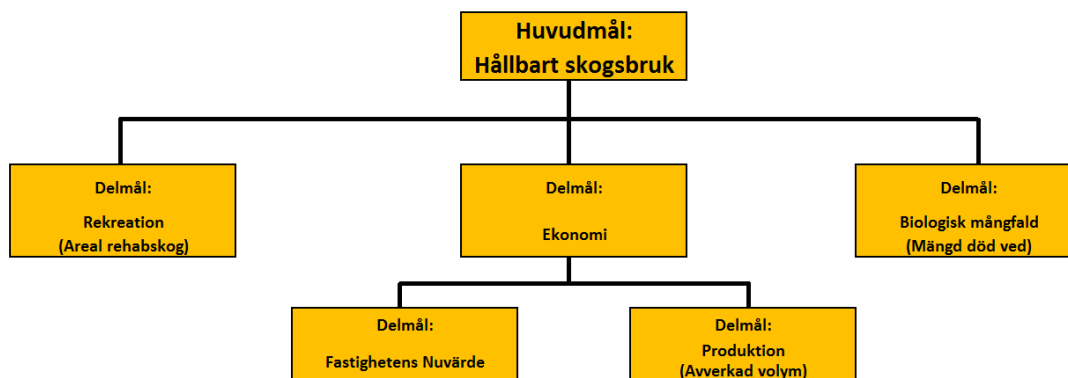 Huvudmål:
Hållbart skogsbruk
Delmål:
Rekreation
(Areal rehabskog)
Delmål:
Ekonomi
Delmål:
Biologisk mångfald
(Mängd död ved)
Delmål:
Fastighetens Nuvärde
Delmål:
Produktion
(Avverkad volym)